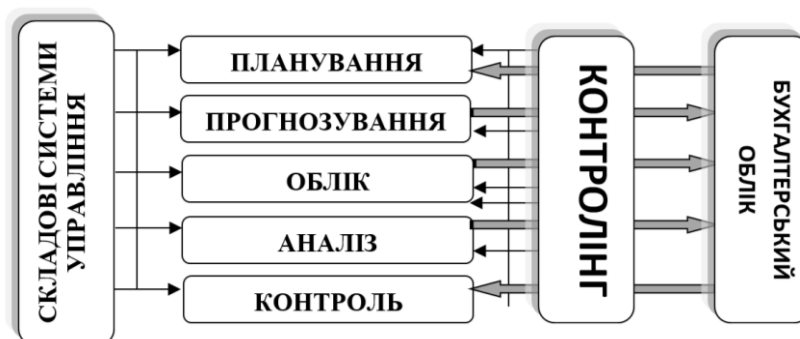 СКЛАДОВІ СИСТЕМИ
УПРАВЛІННЯ
ПЛАНУВАННЯ
ПРОГНОЗУВАННЯ
ОБЛІК
АНАЛІЗ
КОНТРОЛЬ
КОНТРОЛІНГ
БУХГАЛТЕРСЬКИЙ
ОБЛІК